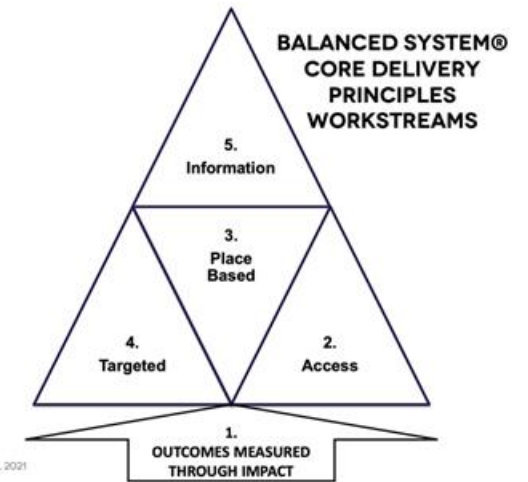 BALANCED SYSTEM®
CORE DELIVERY
PRINCIPLES
WORKSTREAMS
5.
Information
3.
Place
Based
4.
Targeted
2.
Access
1.
OUTCOMES MEASURED
THROUGH IMPACT
2021